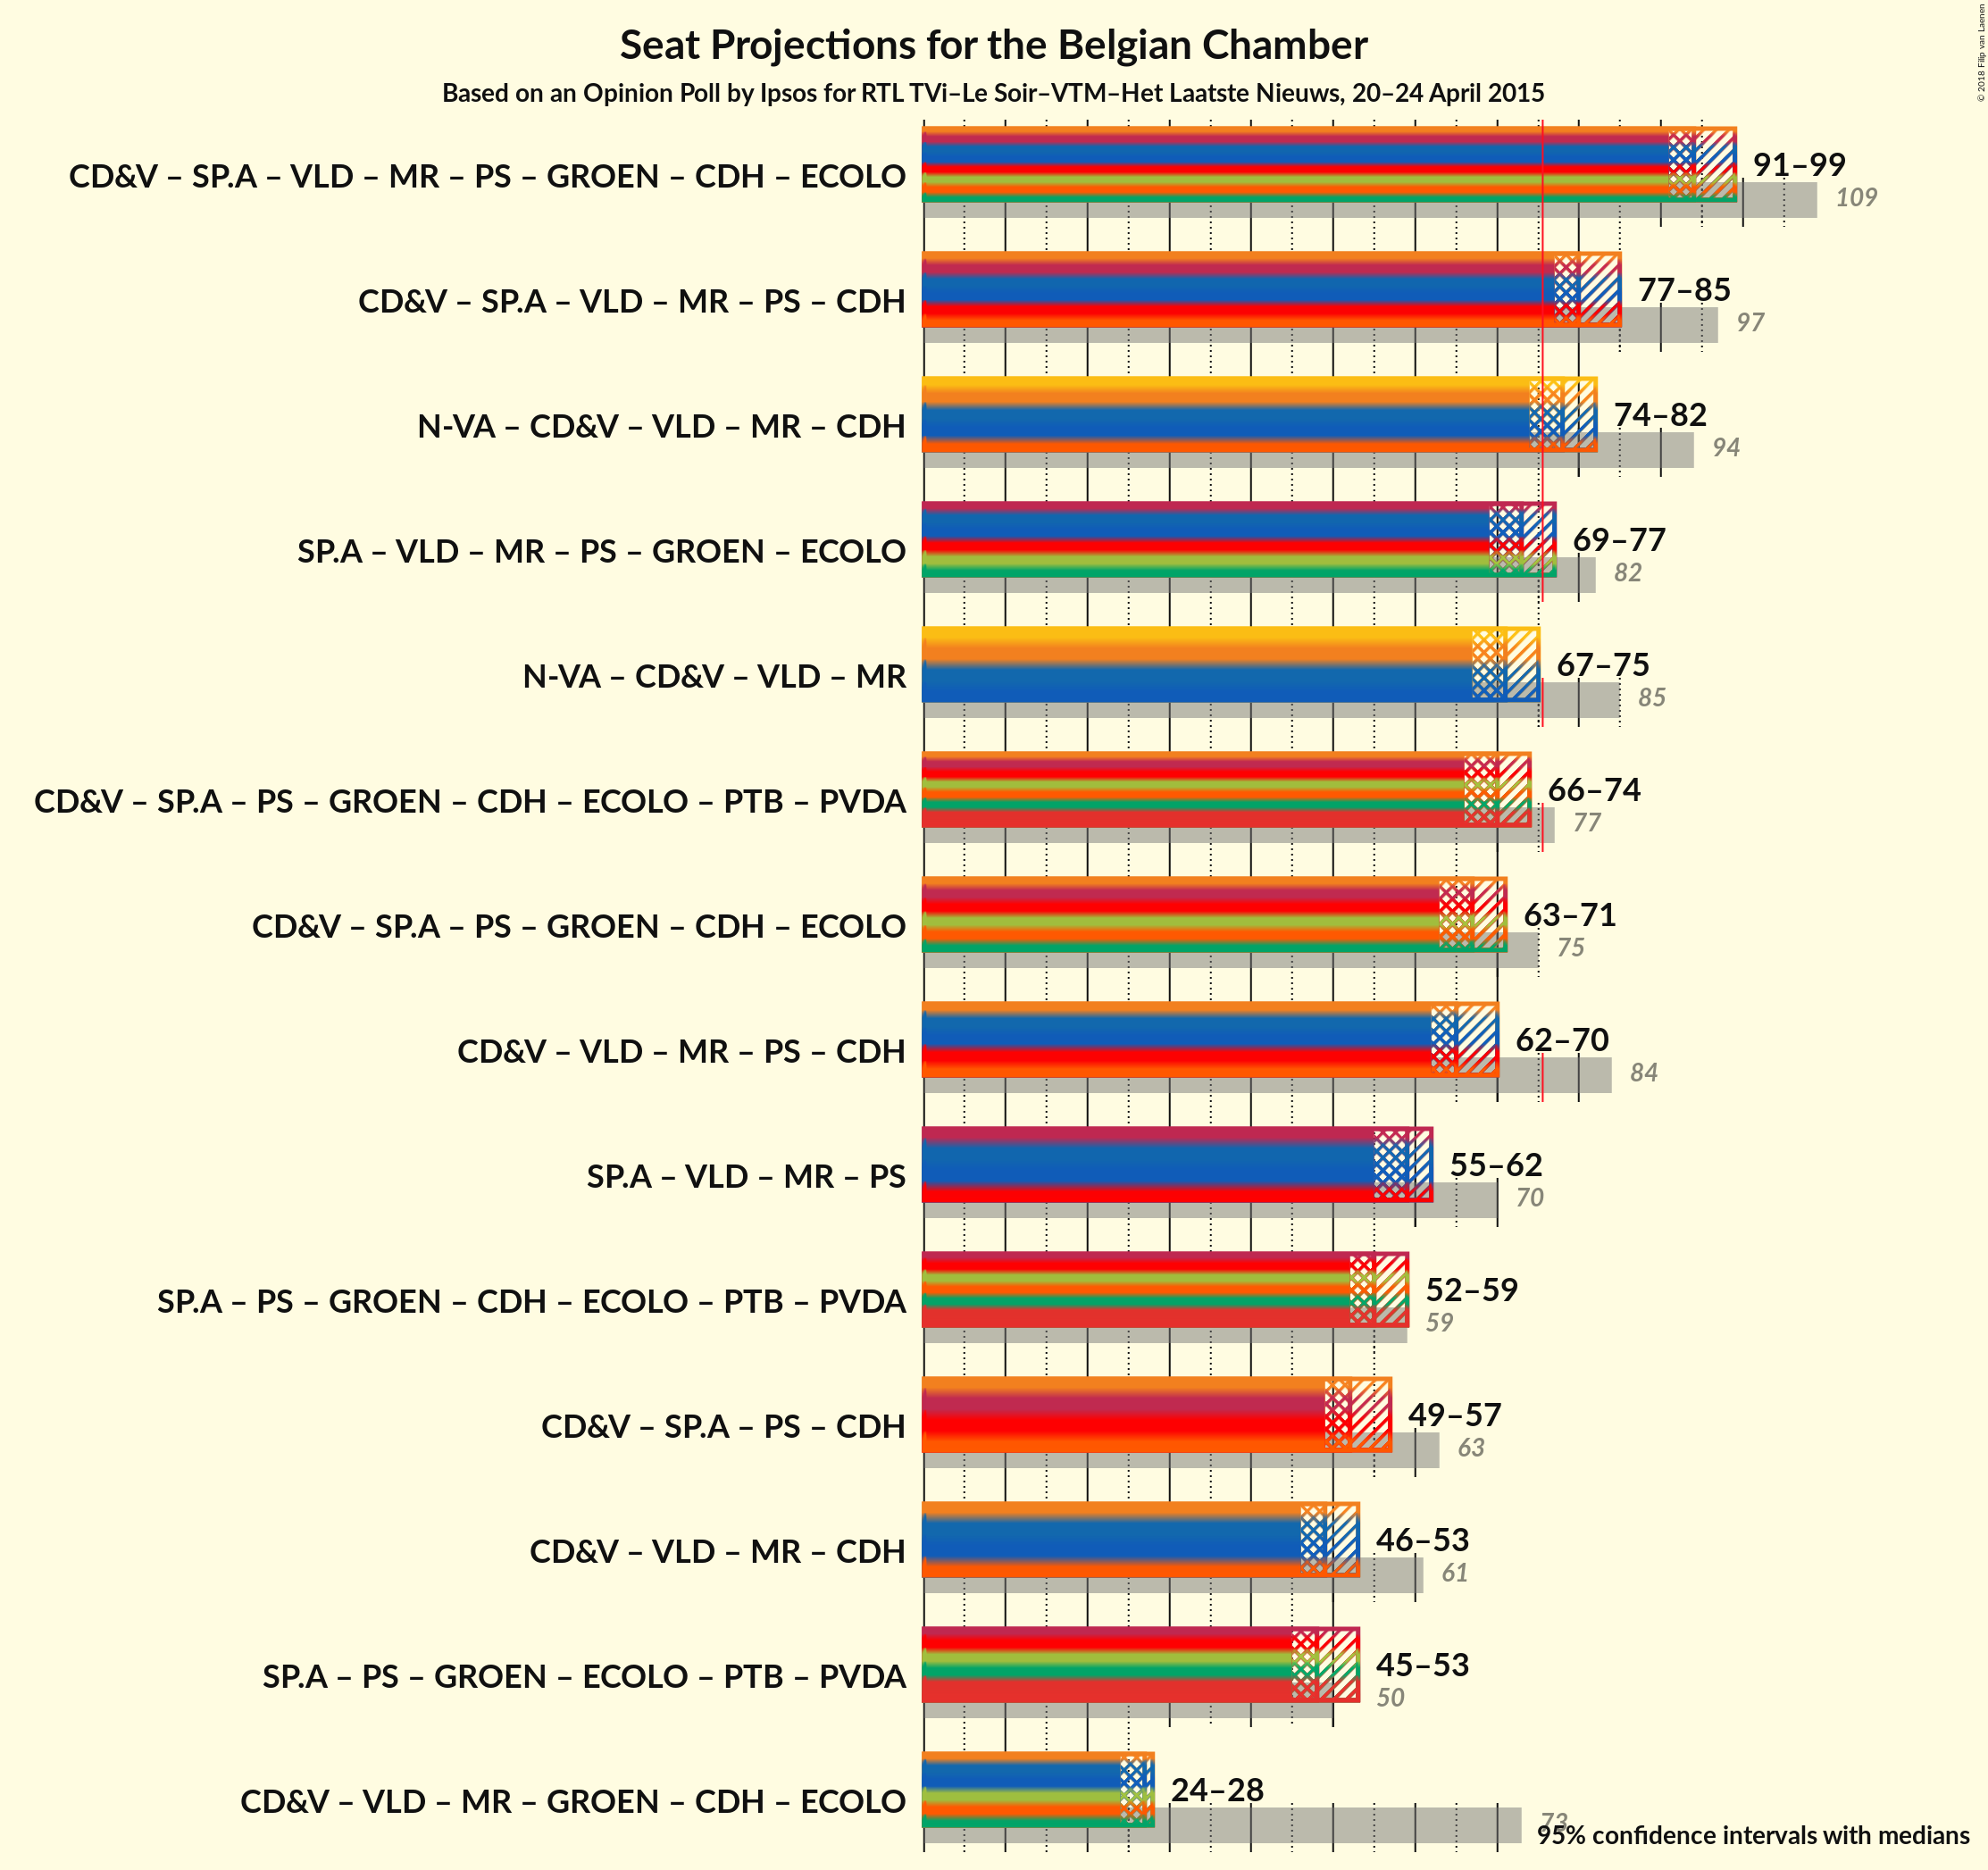 Seat Projections for the Belgian Chamber
Based on an Opinion Poll by Ipsos for RTL TVi–Le Soir–VTM–Het Laatste Nieuws, 20–24 April 2015
© 2018 Filip van Laenen
CD&V – SP.A – VLD – MR – PS – GROEN – CDH – ECOLO
91–99
109
CD&V – SP.A – VLD – MR – PS – CDH
77–85
97
N-VA – CD&V – VLD – MR – CDH
74–82
94
SP.A – VLD – MR – PS – GROEN – ECOLO
69–77
82
N-VA – CD&V – VLD – MR
67–75
85
CD&V – SP.A – PS – GROEN – CDH – ECOLO – PTB – PVDA
66–74
77
CD&V – SP.A – PS – GROEN – CDH – ECOLO
63–71
75
CD&V – VLD – MR – PS – CDH
62–70
84
SP.A – VLD – MR – PS
55–62
70
SP.A – PS – GROEN – CDH – ECOLO – PTB – PVDA
52–59
59
CD&V – SP.A – PS – CDH
49–57
63
CD&V – VLD – MR – CDH
46–53
61
SP.A – PS – GROEN – ECOLO – PTB – PVDA
45–53
50
CD&V – VLD – MR – GROEN – CDH – ECOLO
24–28
73
95% confidence intervals with medians